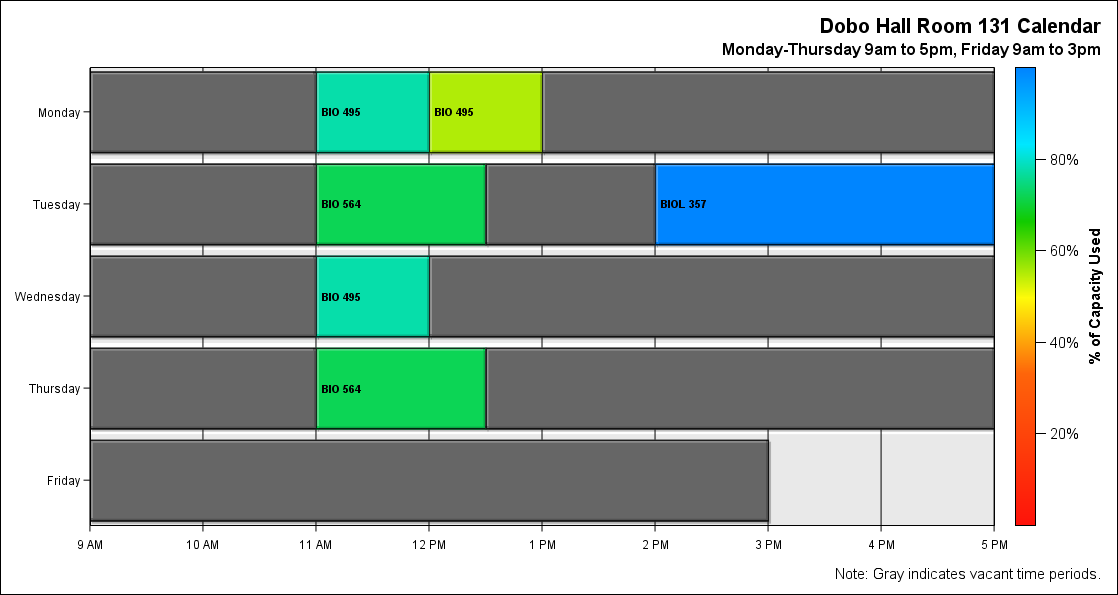 Dobo Hall Room 131 Calendar
Monday-Thursday 9am to 5pm, Friday 9am to 3pm
Monday
BIO 495
BIO 495
Tuesday
BIO 564
BIOL 357
Wednesday
BIO 495
Thursday
BIO 564
Friday
9 AM
10 AM
11 AM
12 PM
1 PM
2 PM
3 PM
4 PM
5 PM
80%
60%
40%
20%
% of Capacity Used
Note: Gray indicates vacant time periods.